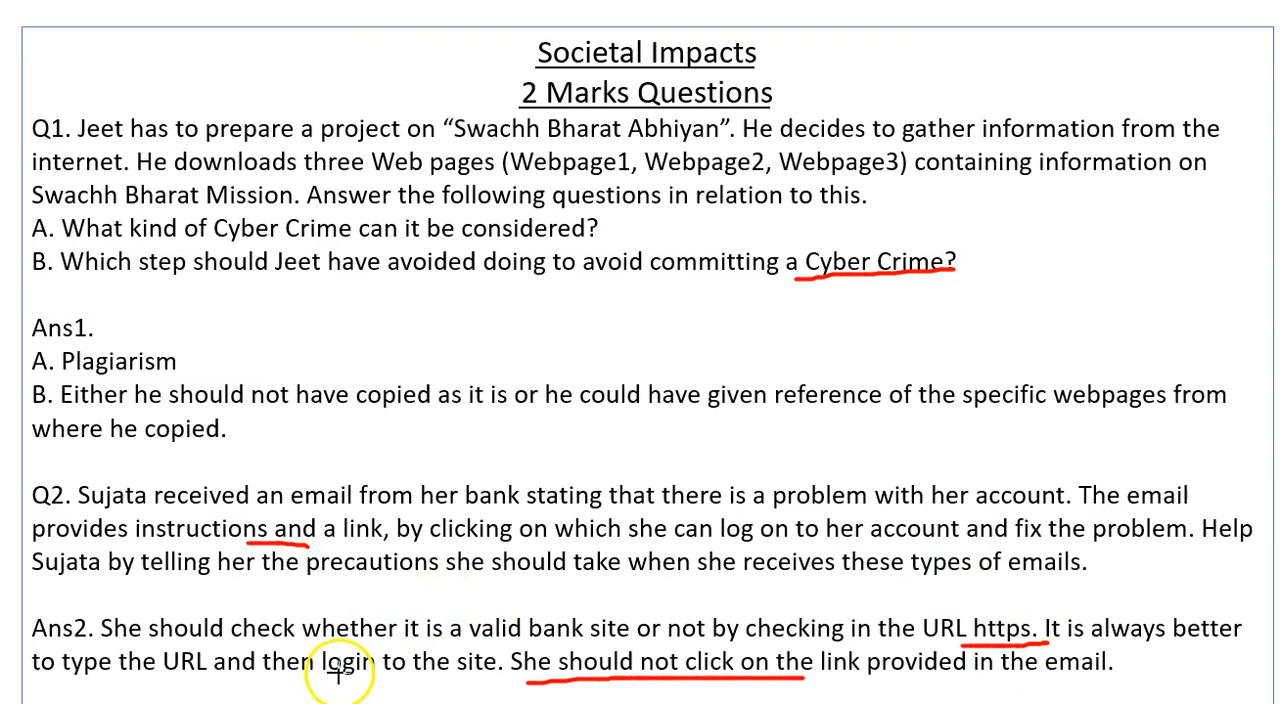 Societal Impacts
2 Marks Questions
Q1. Jeet has to prepare a project on “Swachh Bharat Abhiyan”. He decides to gather information from the
internet. He downloads three Web pages (Webpage1, Webpage2, Webpage3) containing information on
Swachh Bharat Mission. Answer the following questions in relation to this.
A. What kind of Cyber Crime can it be considered?
B. Which step should Jeet have avoided doing to avoid committing a Cyber Crime?
Ans1.
A. Plagiarism
B. Either he should not have copied as it is or he could have given reference of the specific webpages from
where he copied.
Q2. Sujata received an email from her bank stating that there is a problem with her account. The email
provides instructions and a link, by clicking on which she can log on to her account and fix the problem. Help
Sujata by telling her the precautions she should take when she receives these types of emails.
Ans2. She should check whether it is a valid bank site or not by checking in the URL https. It is always better
to type the URL and then login to the site. She should not click on the link provided in the email.